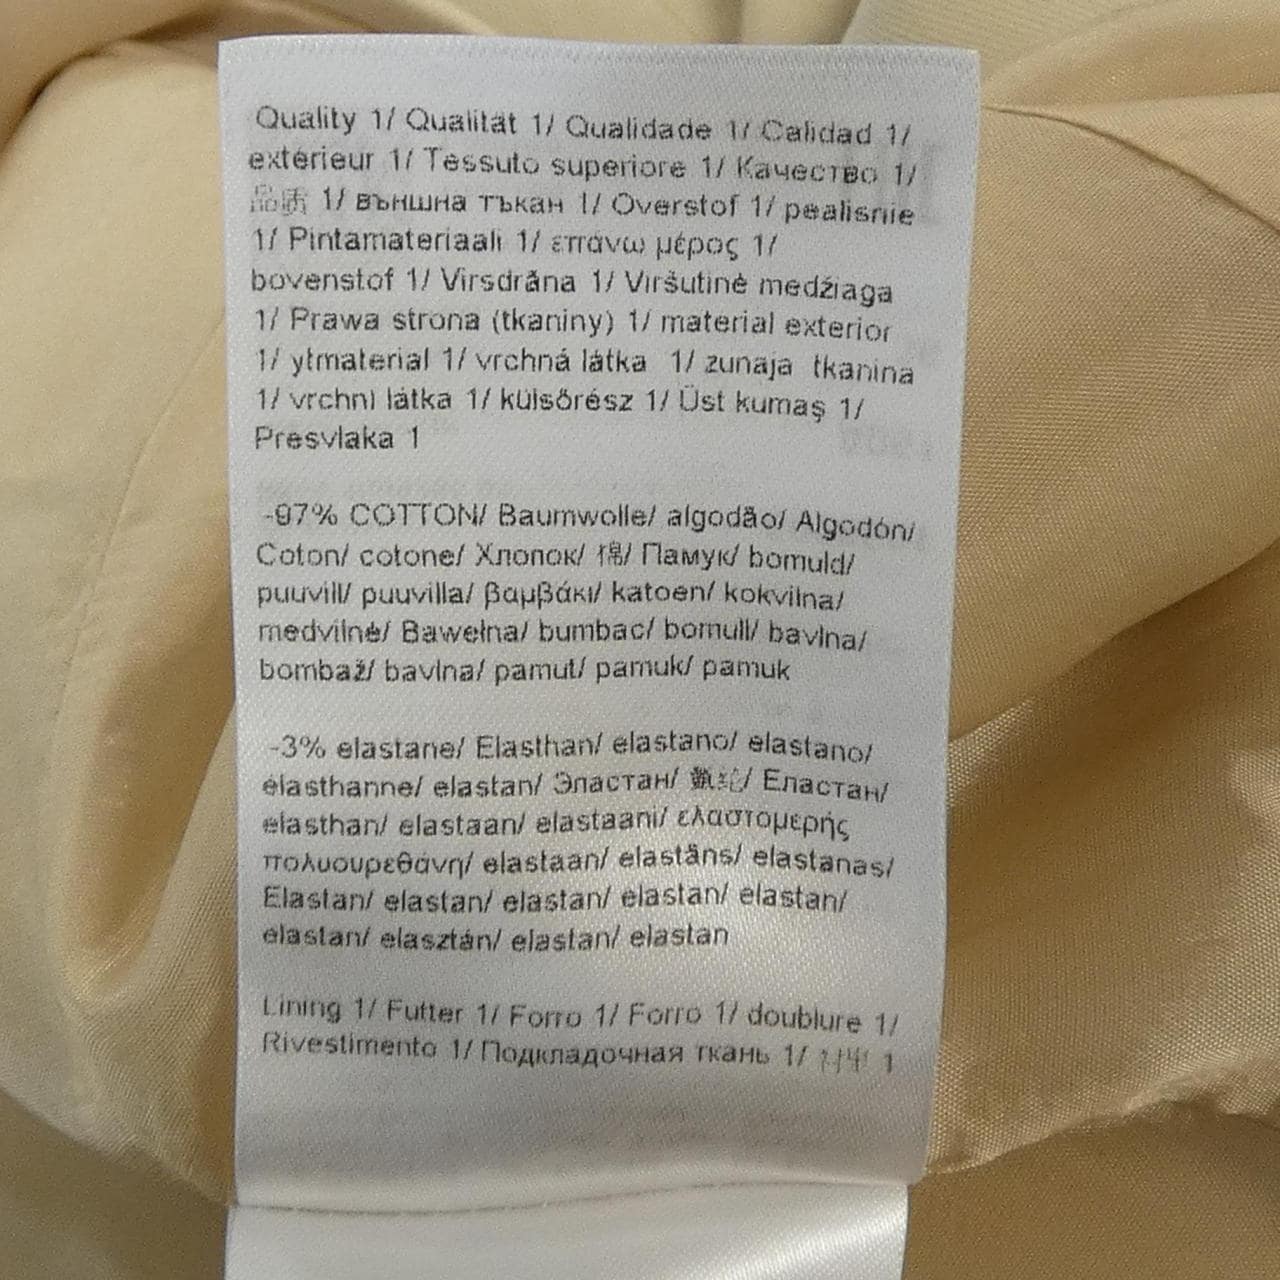 Quality 1/ Qualität 1/ Qualidade 1/ Calidad 1/
extérieur 1/ Tessuto superiore 1/ Качество 1/
品质 1/ външна тъкан 1/ Overstof 1/ pealisriie
1/ Pintamateriaali 1/ επάνω μέρος 1/
bovenstof 1/ Virsdrāna 1/ Viršutinė medžiaga
1/ Prawa strona (tkaniny) 1/ material exterior
1/ ytmaterial 1/ vrchná látka 1/ zunaja tkanina
1/ vrchní látka 1/ külsőrész 1/ Üst kumaş 1/
Presvlaka 1
-97% COTTON/ Baumwolle/ algodão/ Algodón/
Coton/ cotone/ Хлопок/ 棉/ Памук/ bomuld/
puuvill/ puuvilla/ βαμβάκι/ katoen/ kokvilna/
medvilnė/ Bawełna/ bumbac/ bomull/ bavlna/
bombaž/ bavlna/ pamut/ pamuk/ pamuk
-3% elastane/ Elasthan/ elastano/ elastano/
élasthanne/ elastan/ Эластан/ 氨纶/ Еластан/
elasthan/ elastaan/ elastaani/ ελαστομερής
πολυουρεθάνη/ elastaan/ elastāns/ elastanas/
Elastan/ elastan/ elastan/ elastan/ elastan/
elastan/ elasztán/ elastan/ elastan
Lining 1/ Futter 1/ Forro 1/ Forro 1/ doublure 1/
Rivestimento 1/ Подкладочная ткань 1/ 1